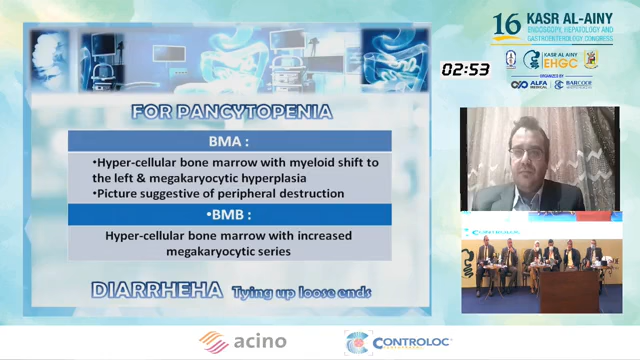 16 KASR AL-AINY
ENDOSCOPY, HEPATOLOGY AND
GASTROENTEROLOGY CONGRESS
KASR AL AINY
EHGC
ORGANIZED BY
ALFA
MEDICAL
BARCODE
02:53
FOR PANCYTOPENIA
BMA :
•Hyper-cellular bone marrow with myeloid shift to
the left & megakaryocytic hyperplasia
•Picture suggestive of peripheral destruction
•BMB :
Hyper-cellular bone marrow with increased
megakaryocytic series
DIARRHEHA Tying up loose ends
CONTROLOC
acino
CONTROLOC